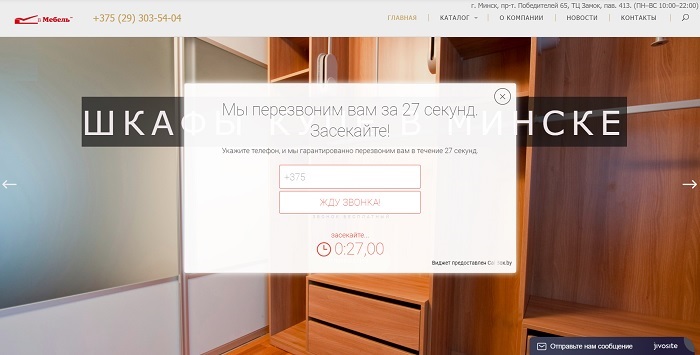 г. Минск, пр-т. Победителей 65, ТЦ Замок, пав. 413. (ПН-ВС 10:00-22:00)
Мебель
+375 (29) 303-54-04
ГЛАВНАЯ
КАТАЛОГ
О КОМПАНИИ
НОВОСТИ
КОНТАКТЫ
ШКАФЫ В МИНСКЕ
Мы перезвоним вам за 27 секунд.
Засекайте!
Укажите телефон, и мы гарантированно перезвоним вам в течение 27 секунд.
+375
ЖДУ ЗВОНКА!
ЗВОНОК БЕСПЛАТНЫЙ
засекайте...
0:27,00
Виджет предоставлен
Отправьте нам сообщение
jivosite